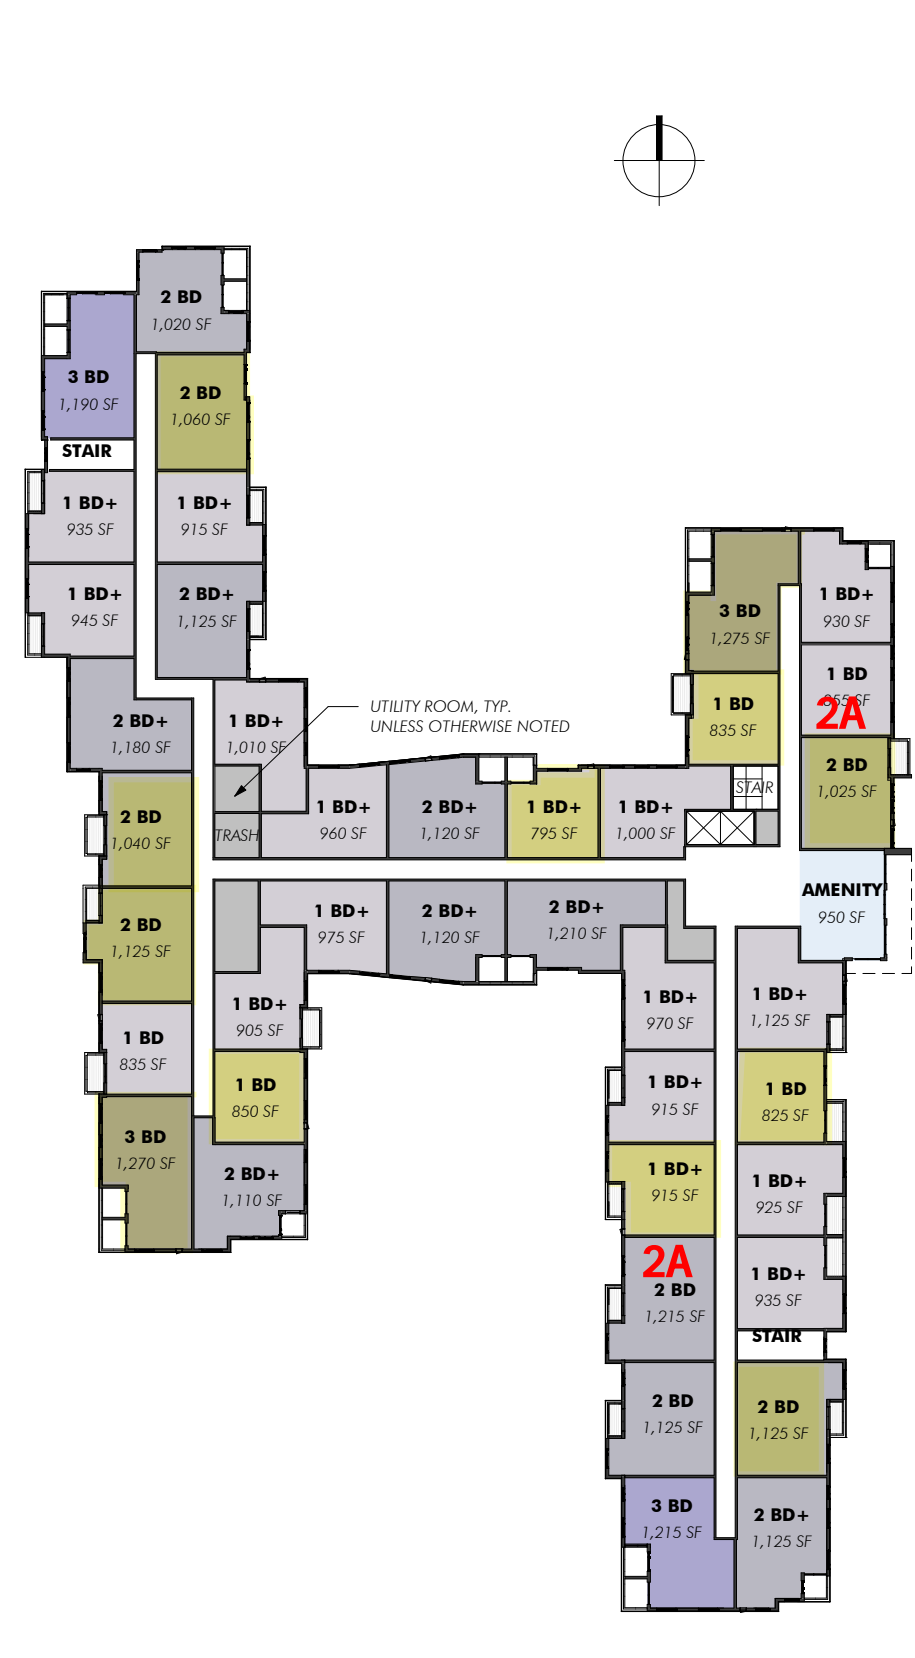 2 BD
1,020 SF
3 BD
1,190 SF
2 BD
1,060 SF
STAIR
1 BD+
935 SF
1 BD+
915 SF
1 BD+
945 SF
2 BD+
1,125 SF
3 BD
1,275 SF
1 BD+
930 SF
1 BD
855 SF
2A
1 BD
835 SF
2 BD
1,025 SF
UTILITY ROOM, TYP.
UNLESS OTHERWISE NOTED
2 BD+
1,180 SF
1 BD+
1,010 SF
STAIR
2 BD
1,040 SF
TRASH
1 BD+
960 SF
2 BD+
1,120 SF
1 BD+
795 SF
1 BD+
1,000 SF
AMENITY
950 SF
2 BD
1,125 SF
1 BD+
975 SF
2 BD+
1,120 SF
2 BD+
1,210 SF
1 BD
835 SF
1 BD+
905 SF
1 BD+
970 SF
1 BD+
1,125 SF
1 BD
850 SF
1 BD+
915 SF
1 BD
825 SF
3 BD
1,270 SF
2 BD+
1,110 SF
1 BD+
915 SF
1 BD+
925 SF
2A
2 BD
1,215 SF
1 BD+
935 SF
STAIR
2 BD
1,125 SF
2 BD
1,125 SF
3 BD
1,215 SF
2 BD+
1,125 SF